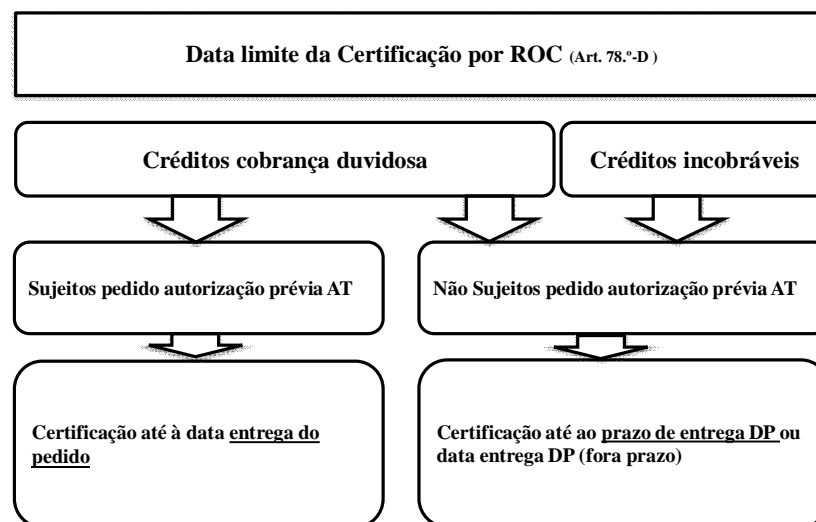 Data limite da Certificação por ROC (Art. 78.º-D )
Créditos cobrança duvidosa
Créditos incobráveis
Sujeitos pedido autorização prévia AT
Não Sujeitos pedido autorização prévia AT
Certificação até à data entrega do
pedido
Certificação até ao prazo de entrega DP ou
data entrega DP (fora prazo)